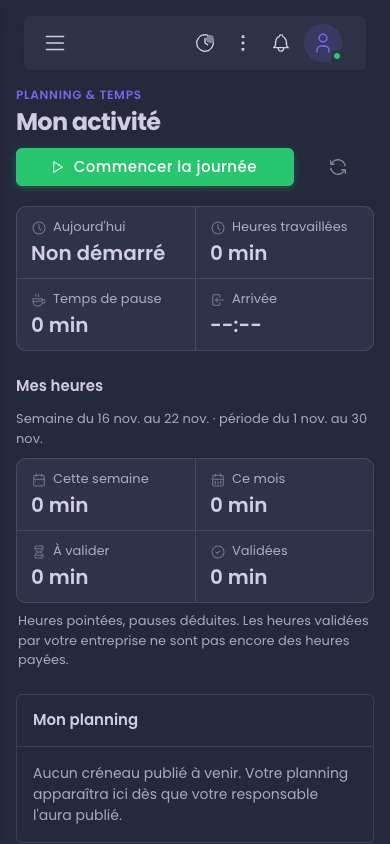 PLANNING & TEMPS
Mon activité
Commencer la journée
Aujourd'hui
Non démarré
Heures travaillées
0 min
Temps de pause
0 min
Arrivée
--:--
Mes heures
Semaine du 16 nov. au 22 nov. · période du 1 nov. au 30
nov.
Cette semaine
0 min
Ce mois
0 min
À valider
0 min
Validées
0 min
Heures pointées, pauses déduites. Les heures validées
par votre entreprise ne sont pas encore des heures
payées.
Mon planning
Aucun créneau publié à venir. Votre planning
apparaîtra ici dès que votre responsable
l'aura publié.